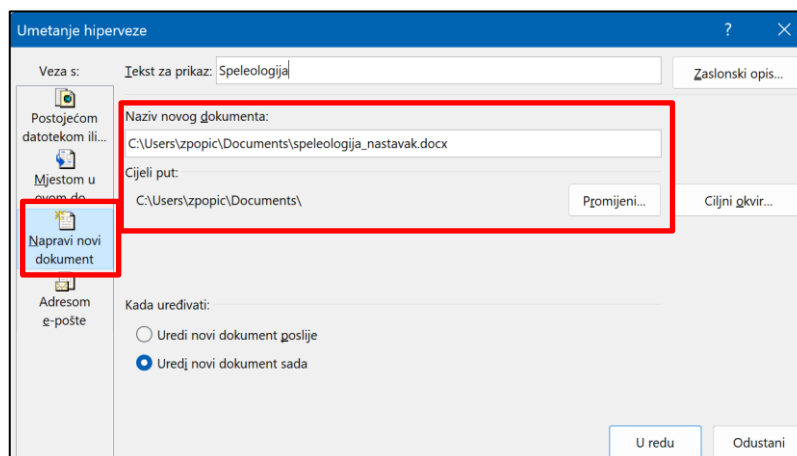 Umetanje hiperveze
?
Veza s:
Tekst za prikaz:
Speleologija
Zaslonski opis...
Postojećom
datotekom ili...
Mjestom u
ovom do...
Napravi novi
dokument
Adresom
e-pošte
Naziv novog dokumenta:
C:\Users\zpopic\Documents\speleologija_nastavak.docx
Cijeli put:
C:\Users\zpopic\Documents\
Promijeni...
Ciljni okvir...
Kada uređivati:
Uredi novi dokument poslije
Uredi novi dokument sada
U redu
Odustani